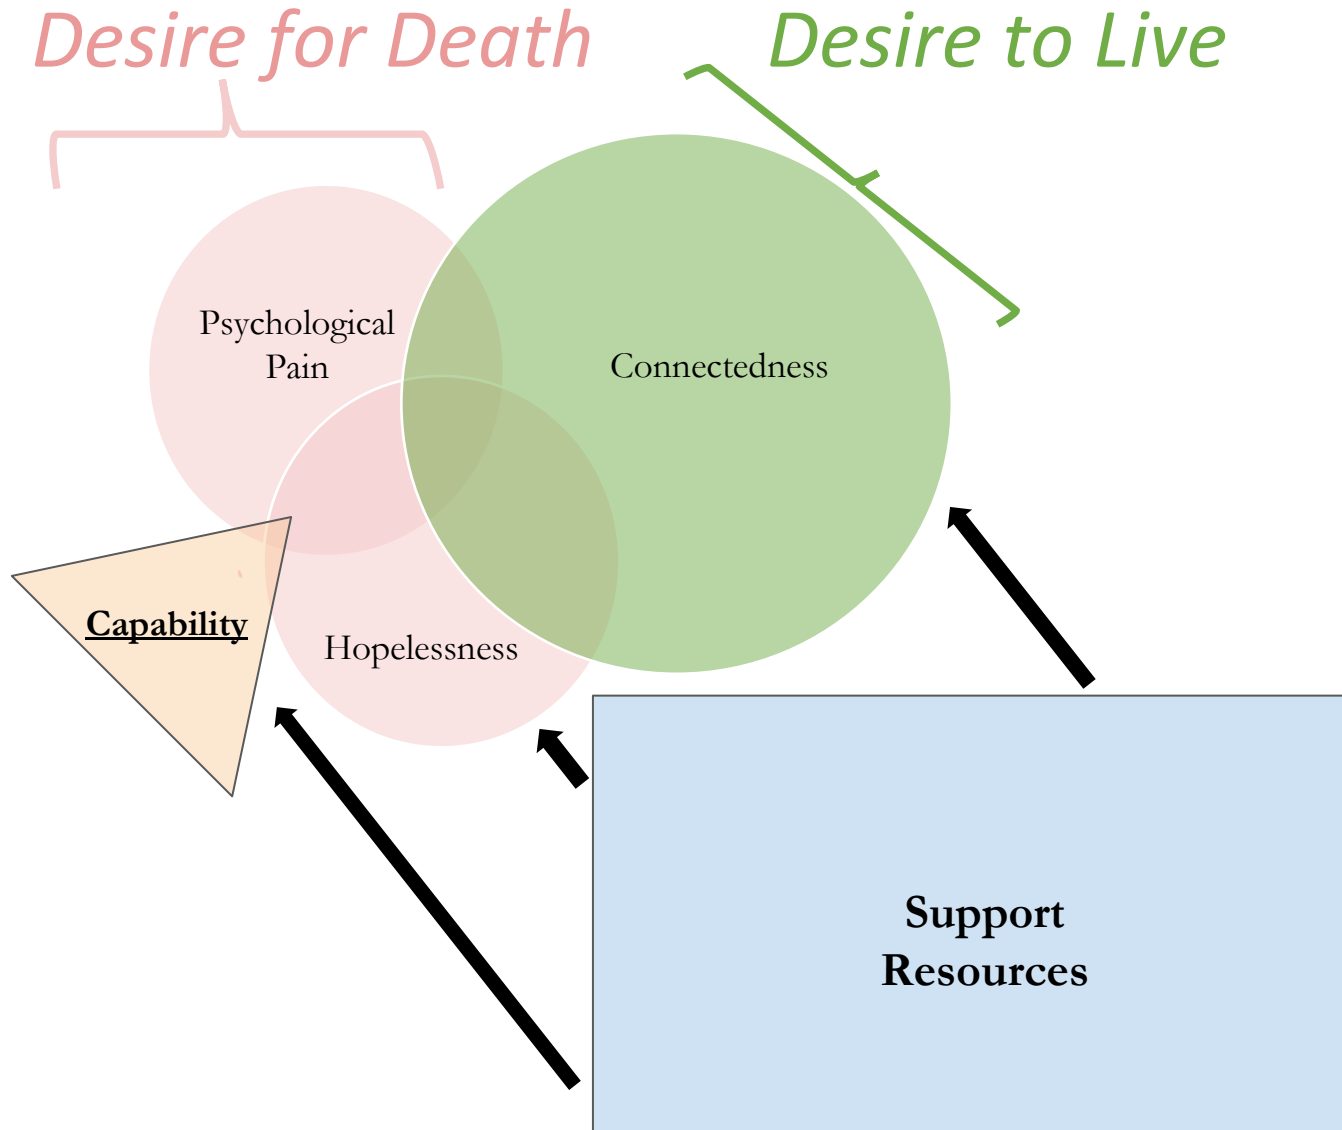 Desire for Death
Desire to Live
Psychological
Pain
Connectedness
Capability
Hopelessness
Support
Resources